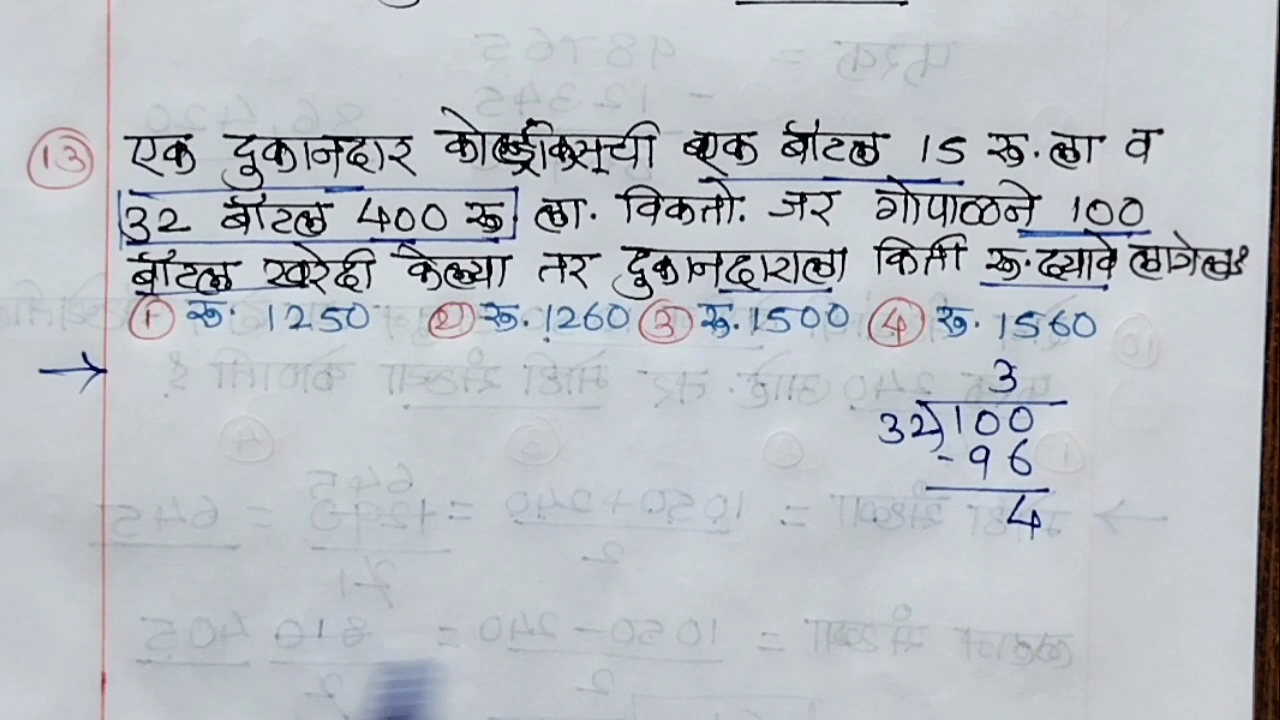 13 एक दुकानदार कोल्ड्रींक्सची एक बॉटल 15 रू.ला व
32 बॉटल 400 रू ला. विकतो. जर गोपाळने 100
बॉटल खरेदी केल्या तर दुकानदाराला किती रू.द्यावे लागेल?
1 रू. 1250 2 रू. 1260 3 रू. 1500 4 रू. 1560
→ 3
32)100
-96
4